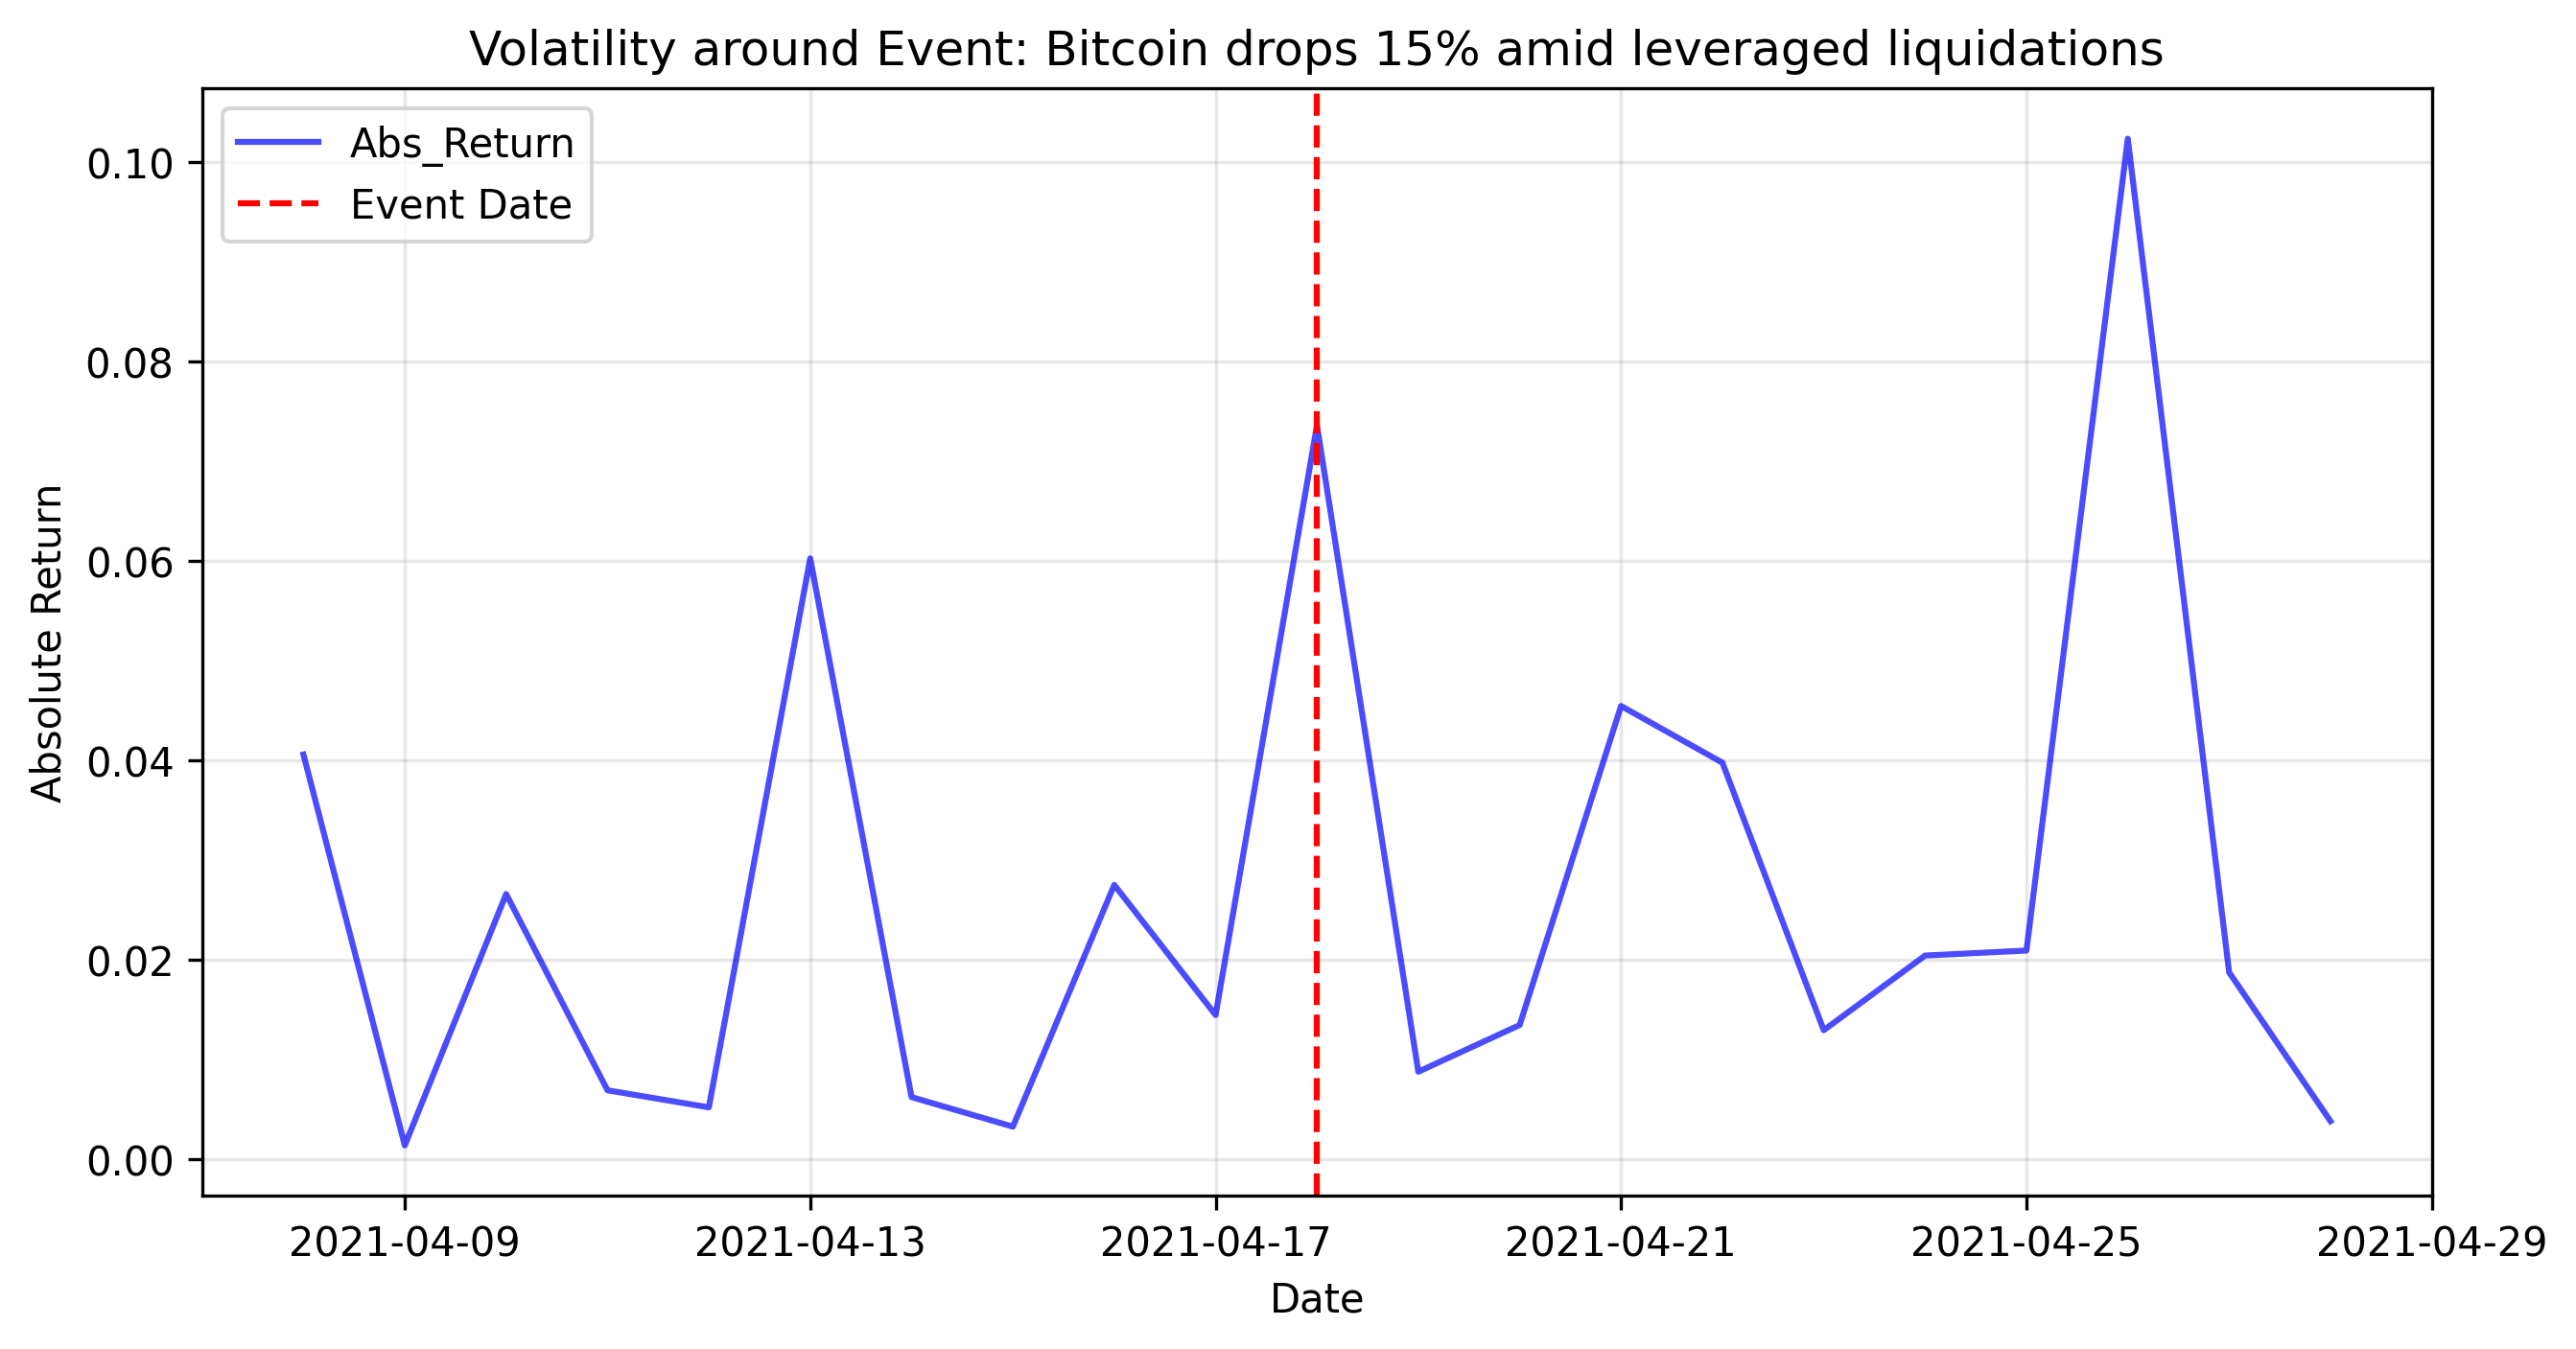 Volatility around Event: Bitcoin drops 15% amid leveraged liquidations
Abs_Return
Event Date
Absolute Return
0.10
0.08
0.06
0.04
0.02
0.00
2021-04-09 2021-04-13 2021-04-17 2021-04-21 2021-04-25 2021-04-29
Date